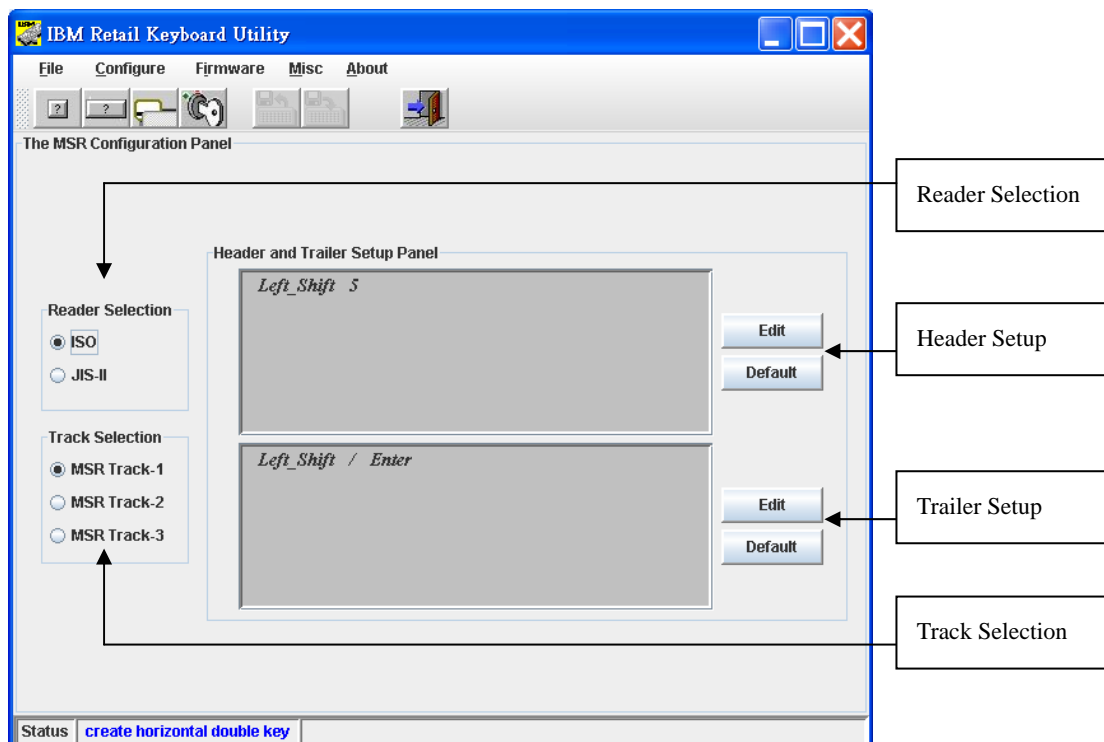 IBM Retail Keyboard Utility
File Configure Firmware Misc About
? ?
The MSR Configuration Panel
Reader Selection
Header and Trailer Setup Panel
Left_Shift 5
Reader Selection
ISO
JIS-II
Edit
Default
Header Setup
Track Selection
MSR Track-1
MSR Track-2
MSR Track-3
Left_Shift / Enter
Edit
Default
Trailer Setup
Track Selection
Status create horizontal double key